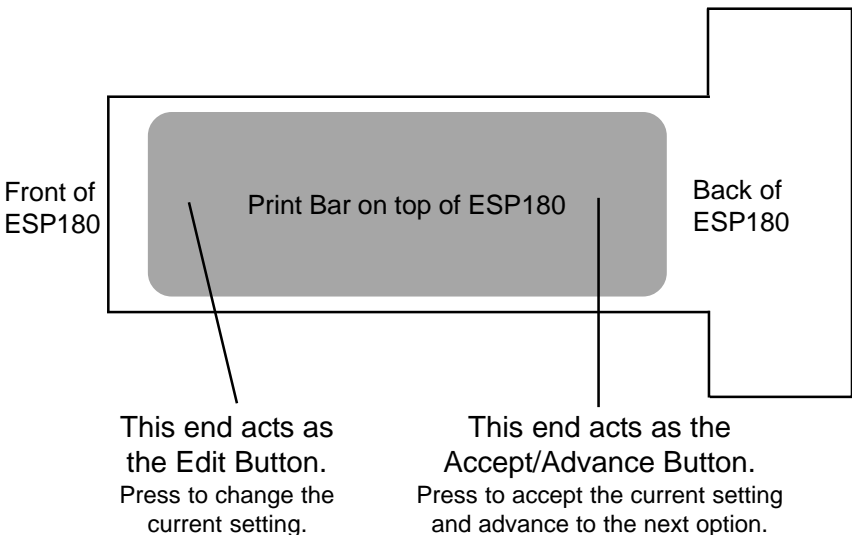 Front of
ESP180
Print Bar on top of ESP180
Back of
ESP180
This end acts as
the Edit Button.
Press to change the
current setting.
This end acts as the
Accept/Advance Button.
Press to accept the current setting
and advance to the next option.